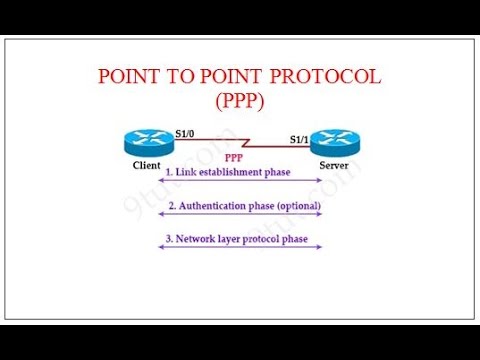 POINT TO POINT PROTOCOL
(PPP)
S1/0
S1/1
PPP
Client
Server
1. Link establishment phase
2. Authentication phase (optional)
3. Network layer protocol phase
9tut.com
9tut.com